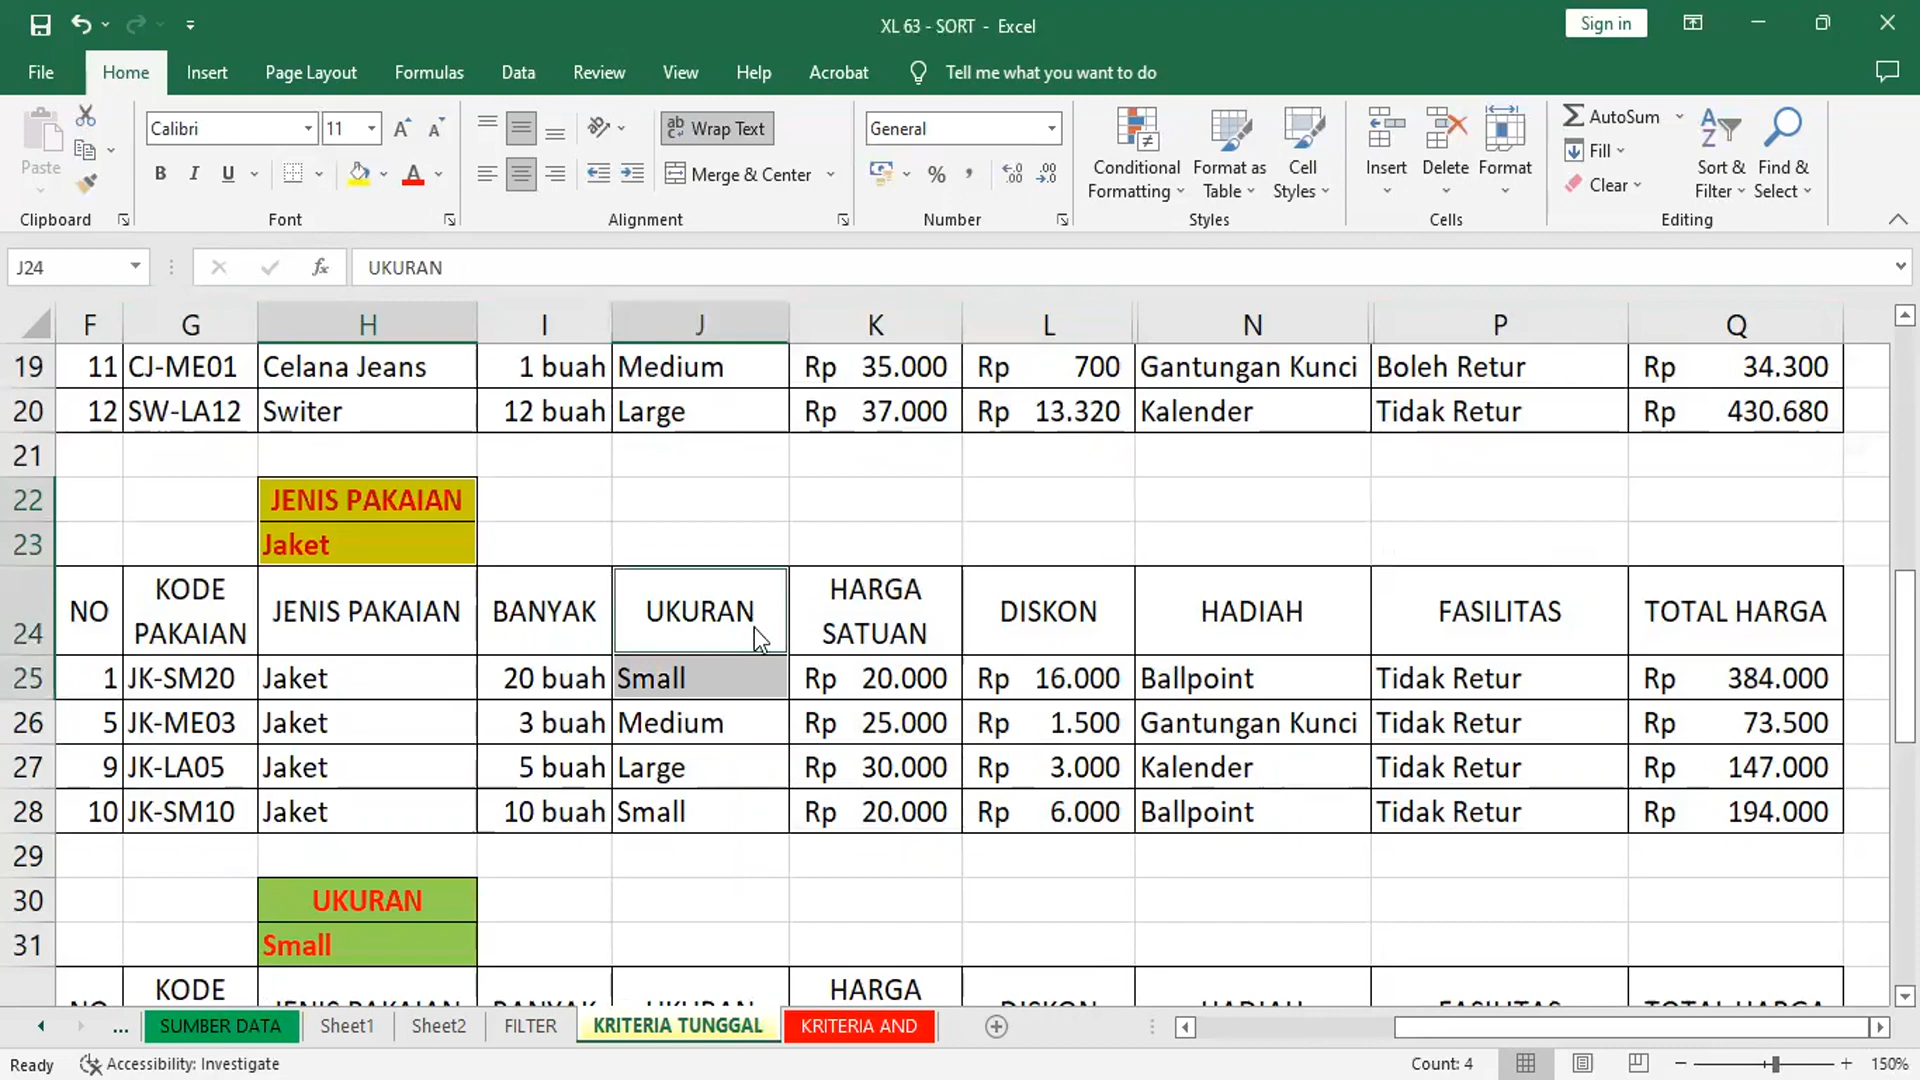 XL 63 - SORT - Excel
Sign in
File Home Insert Page Layout Formulas Data Review View Help Acrobat Tell me what you want to do
Paste
Clipboard
Calibri 11
B I U
Font
Wrap Text
Merge & Center
Alignment
General
Number
Conditional Formatting
Format as Table
Cell Styles
Styles
Insert Delete Format
Cells
AutoSum
Fill
Clear
Sort & Filter
Find & Select
Editing
J24 fx UKURAN
F G H I J K L N P Q
19 11 CJ-ME01 Celana Jeans 1 buah Medium Rp 35.000 Rp 700 Gantungan Kunci Boleh Retur Rp 34.300
20 12 SW-LA12 Switer 12 buah Large Rp 37.000 Rp 13.320 Kalender Tidak Retur Rp 430.680
21
22 JENIS PAKAIAN
23 Jaket
24 NO KODE PAKAIAN JENIS PAKAIAN BANYAK UKURAN HARGA SATUAN DISKON HADIAH FASILITAS TOTAL HARGA
25 1 JK-SM20 Jaket 20 buah Small Rp 20.000 Rp 16.000 Ballpoint Tidak Retur Rp 384.000
26 5 JK-ME03 Jaket 3 buah Medium Rp 25.000 Rp 1.500 Gantungan Kunci Tidak Retur Rp 73.500
27 9 JK-LA05 Jaket 5 buah Large Rp 30.000 Rp 3.000 Kalender Tidak Retur Rp 147.000
28 10 JK-SM10 Jaket 10 buah Small Rp 20.000 Rp 6.000 Ballpoint Tidak Retur Rp 194.000
29
30 UKURAN
31 Small
NO KODE JENIS PAKAIAN BANYAK UKURAN HARGA DISKON HADIAH FASILITAS TOTAL HARGA
... SUMBER DATA Sheet1 Sheet2 FILTER KRITERIA TUNGGAL KRITERIA AND
Ready Accessibility: Investigate Count: 4 150%